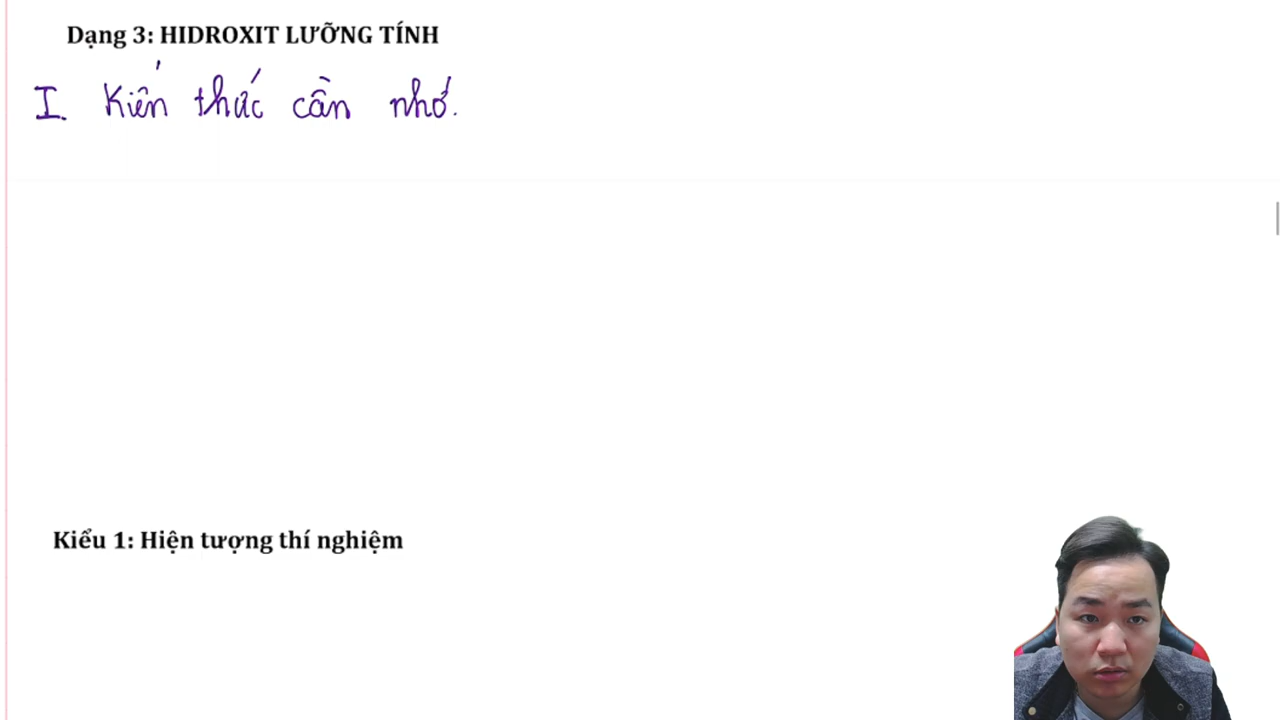 Dạng 3: HIDROXIT LƯỠNG TÍNH
I. Kiến thức cần nhớ.
Kiểu 1: Hiện tượng thí nghiệm